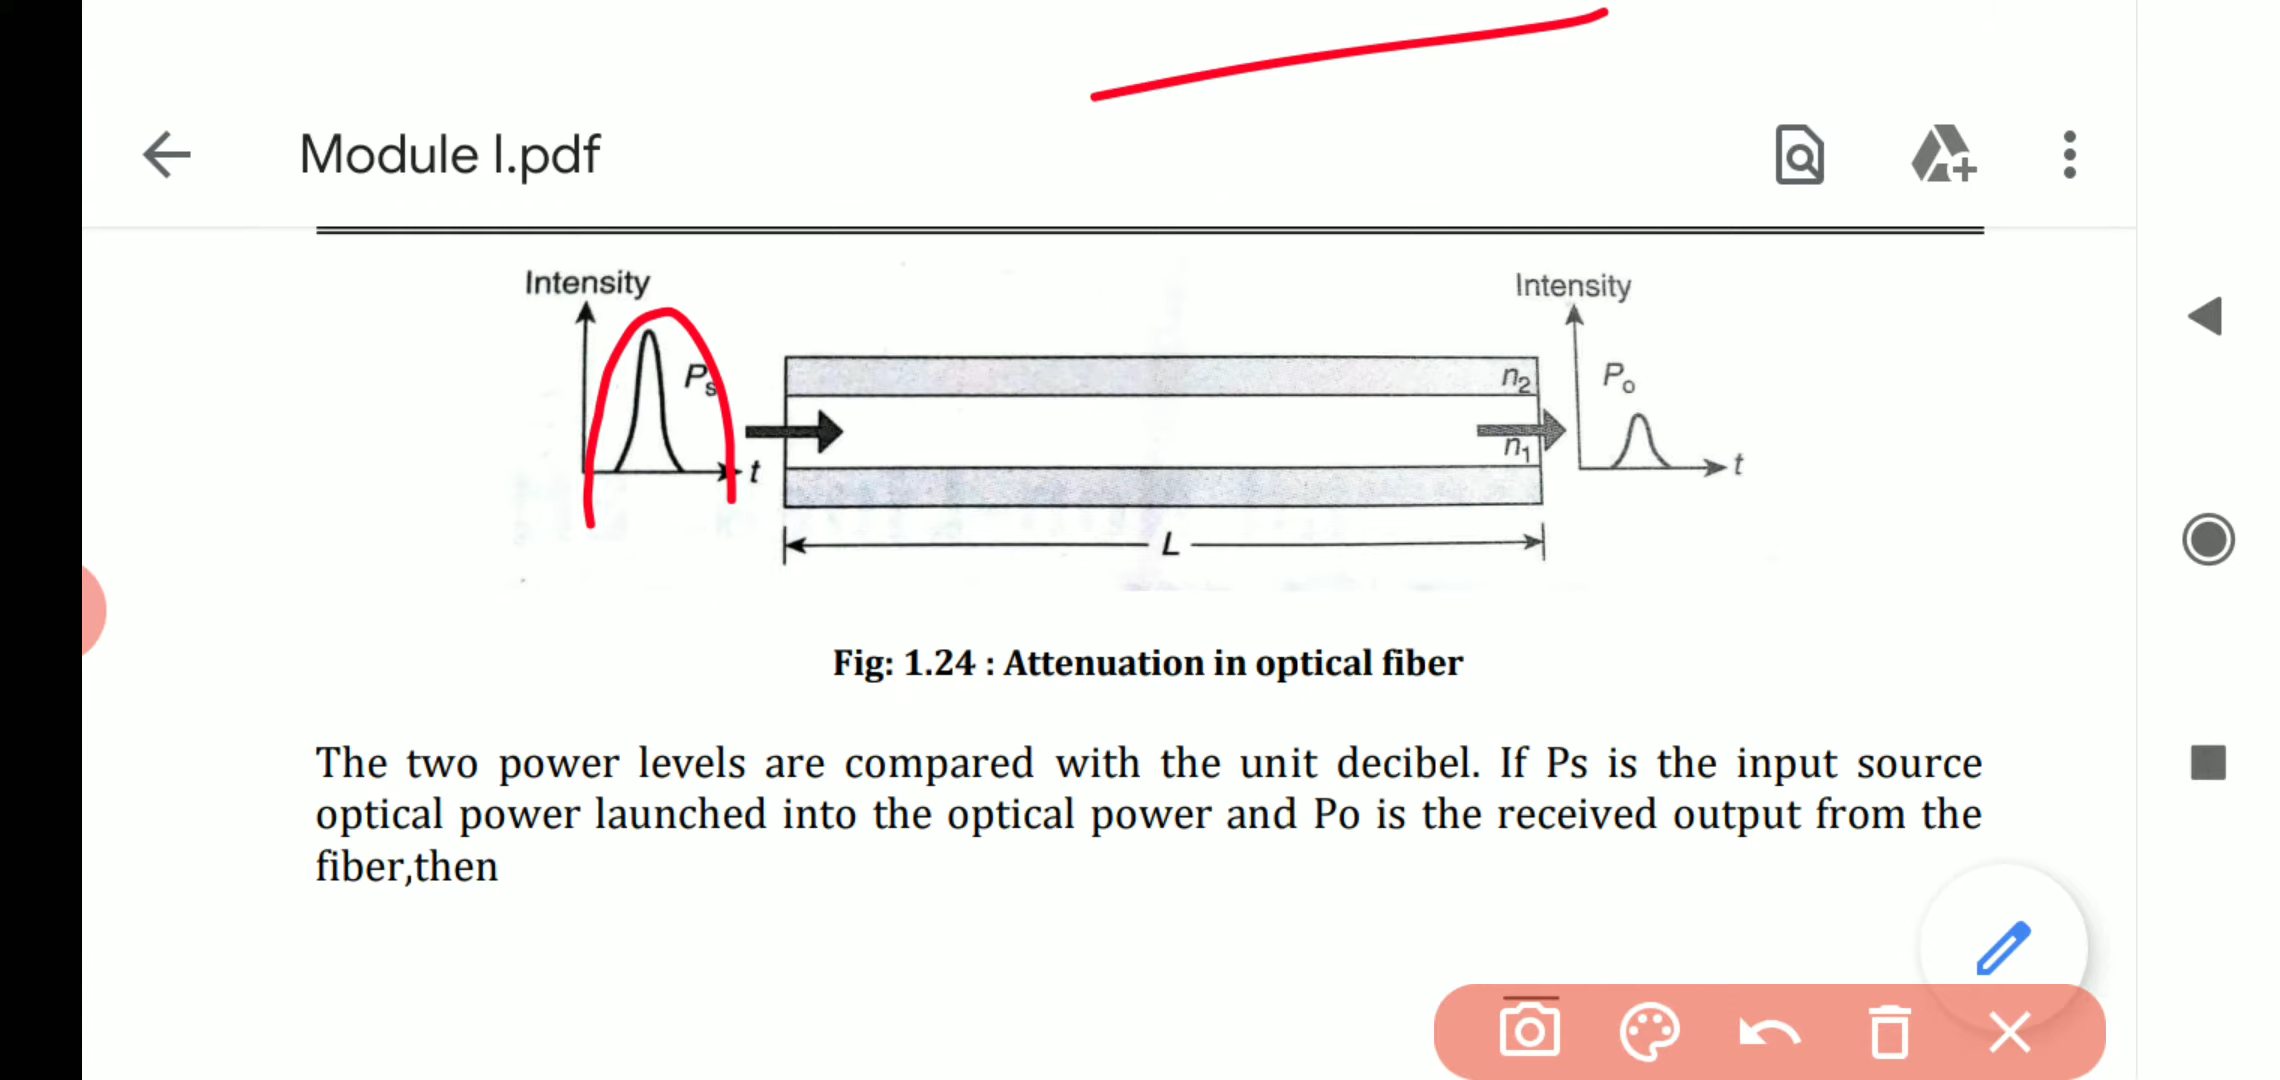 Module I.pdf
Intensity
Intensity
Ps
n2
Po
n1
t
t
L
Fig: 1.24 : Attenuation in optical fiber
The two power levels are compared with the unit decibel. If Ps is the input source
optical power launched into the optical power and Po is the received output from the
fiber,then